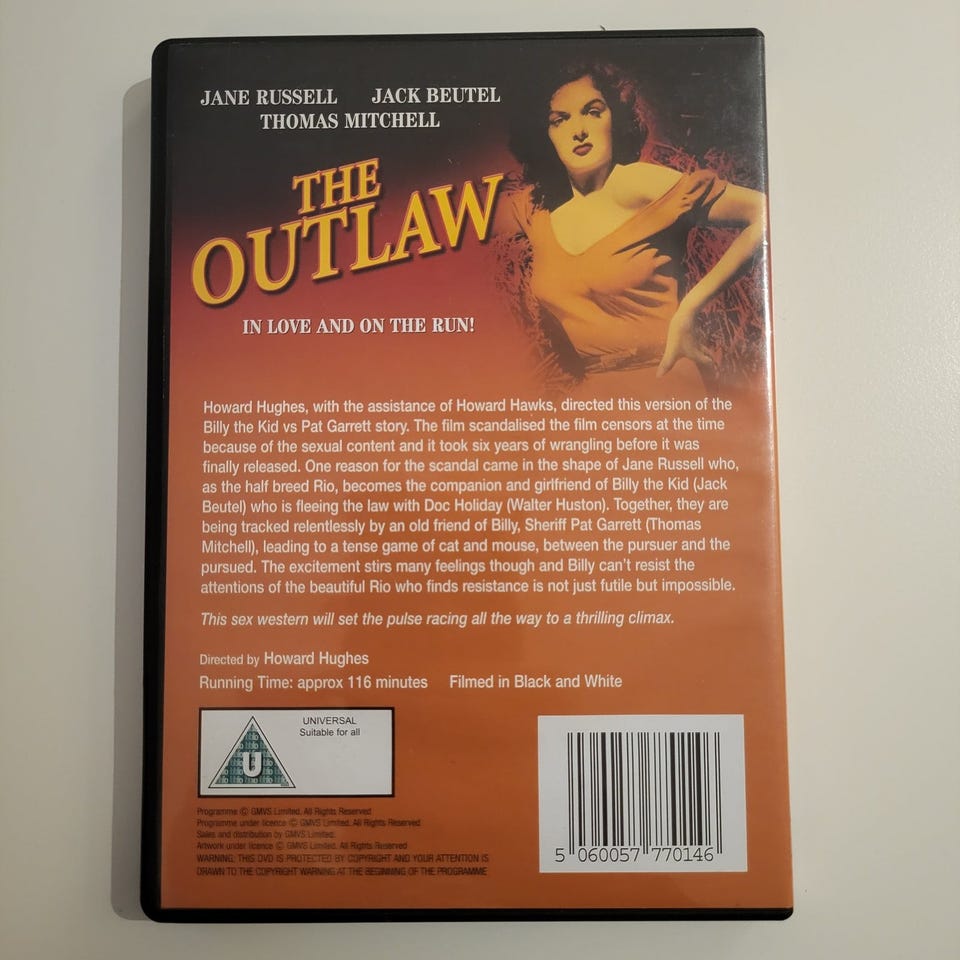 JANE RUSSELL JACK BEUTEL
THOMAS MITCHELL
THE
OUTLAW
IN LOVE AND ON THE RUN!
Howard Hughes, with the assistance of Howard Hawks, directed this version of the
Billy the Kid vs Pat Garrett story. The film scandalised the film censors at the time
because of the sexual content and it took six years of wrangling before it was
finally released. One reason for the scandal came in the shape of Jane Russell who,
as the half breed Rio, becomes the companion and girlfriend of Billy the Kid (Jack
Beutel) who is fleeing the law with Doc Holiday (Walter Huston). Together, they are
being tracked relentlessly by an old friend of Billy, Sheriff Pat Garrett (Thomas
Mitchell), leading to a tense game of cat and mouse, between the pursuer and the
pursued. The excitement stirs many feelings though and Billy can't resist the
attentions of the beautiful Rio who finds resistance is not just futile but impossible.
This sex western will set the pulse racing all the way to a thrilling climax.
Directed by Howard Hughes
Running Time: approx 116 minutes Filmed in Black and White
UNIVERSAL
Suitable for all
U
Programme © GMVS Limited. All Rights Reserved
Programme under licence © GMVS Limited. All Rights Reserved
Sales and distribution by GMVS Limited.
Artwork under licence © GMVS Limited. All Rights Reserved
WARNING: THIS DVD IS PROTECTED BY COPYRIGHT AND YOUR ATTENTION IS
DRAWN TO THE COPYRIGHT WARNING AT THE BEGINNING OF THE PROGRAMME
5 060057 770146